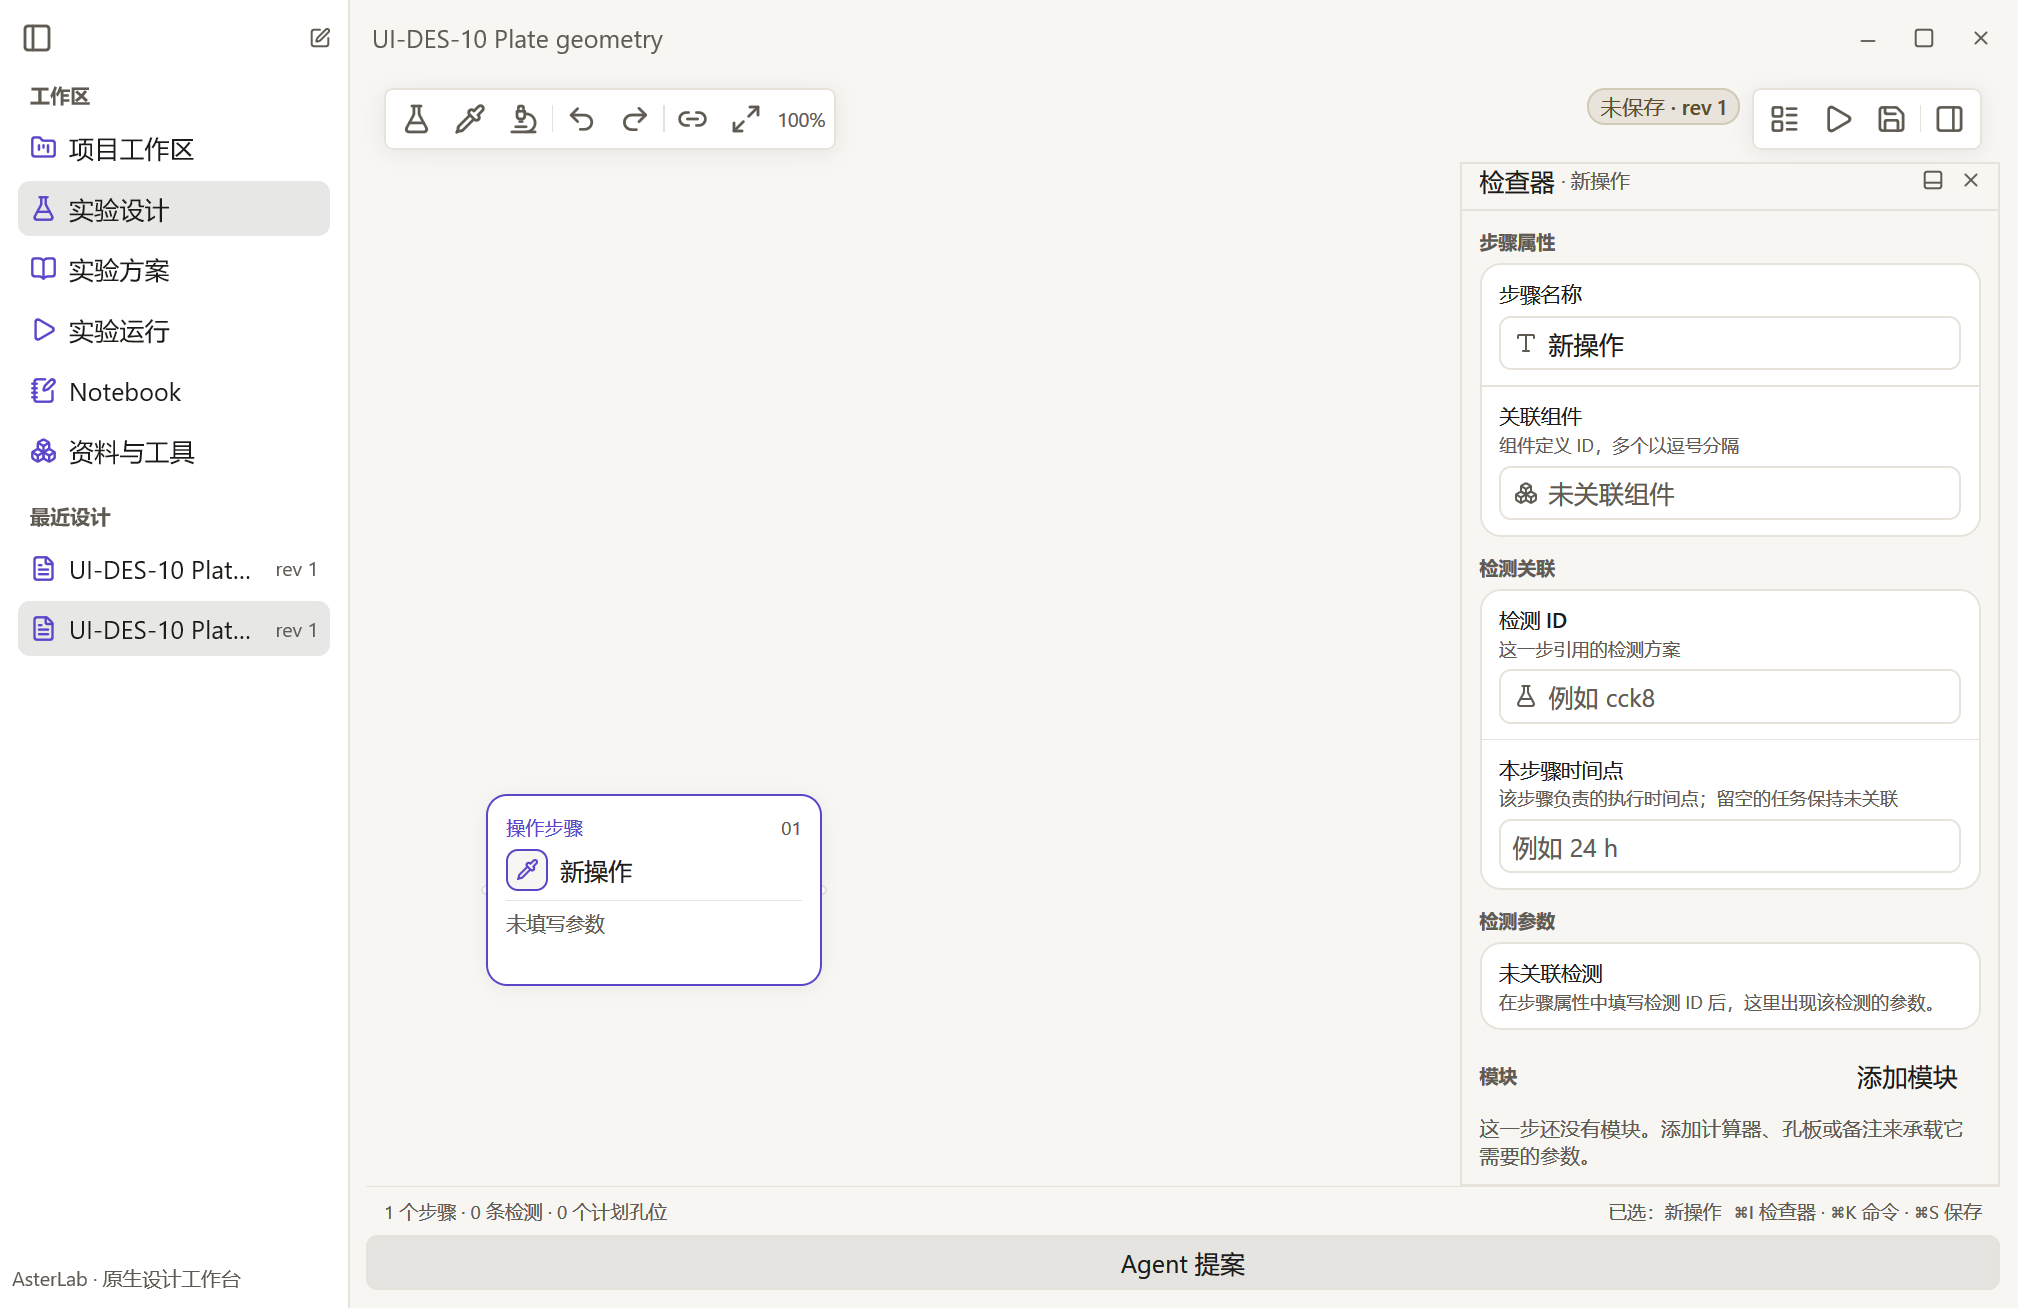 工作区
项目工作区
实验设计
实验方案
实验运行
Notebook
资料与工具
最近设计
UI-DES-10 Plat... rev 1
UI-DES-10 Plat... rev 1
AsterLab · 原生设计工作台
UI-DES-10 Plate geometry
100%
未保存 · rev 1
操作步骤 01
新操作
未填写参数
检查器 · 新操作
步骤属性
步骤名称
新操作
关联组件
组件定义 ID，多个以逗号分隔
未关联组件
检测关联
检测 ID
这一步引用的检测方案
例如 cck8
本步骤时间点
该步骤负责的执行时间点；留空的任务保持未关联
例如 24 h
检测参数
未关联检测
在步骤属性中填写检测 ID 后，这里出现该检测的参数。
模块 添加模块
这一步还没有模块。添加计算器、孔板或备注来承载它
需要的参数。
1 个步骤 · 0 条检测 · 0 个计划孔位
已选：新操作 ⌘I 检查器 · ⌘K 命令 · ⌘S 保存
Agent 提案